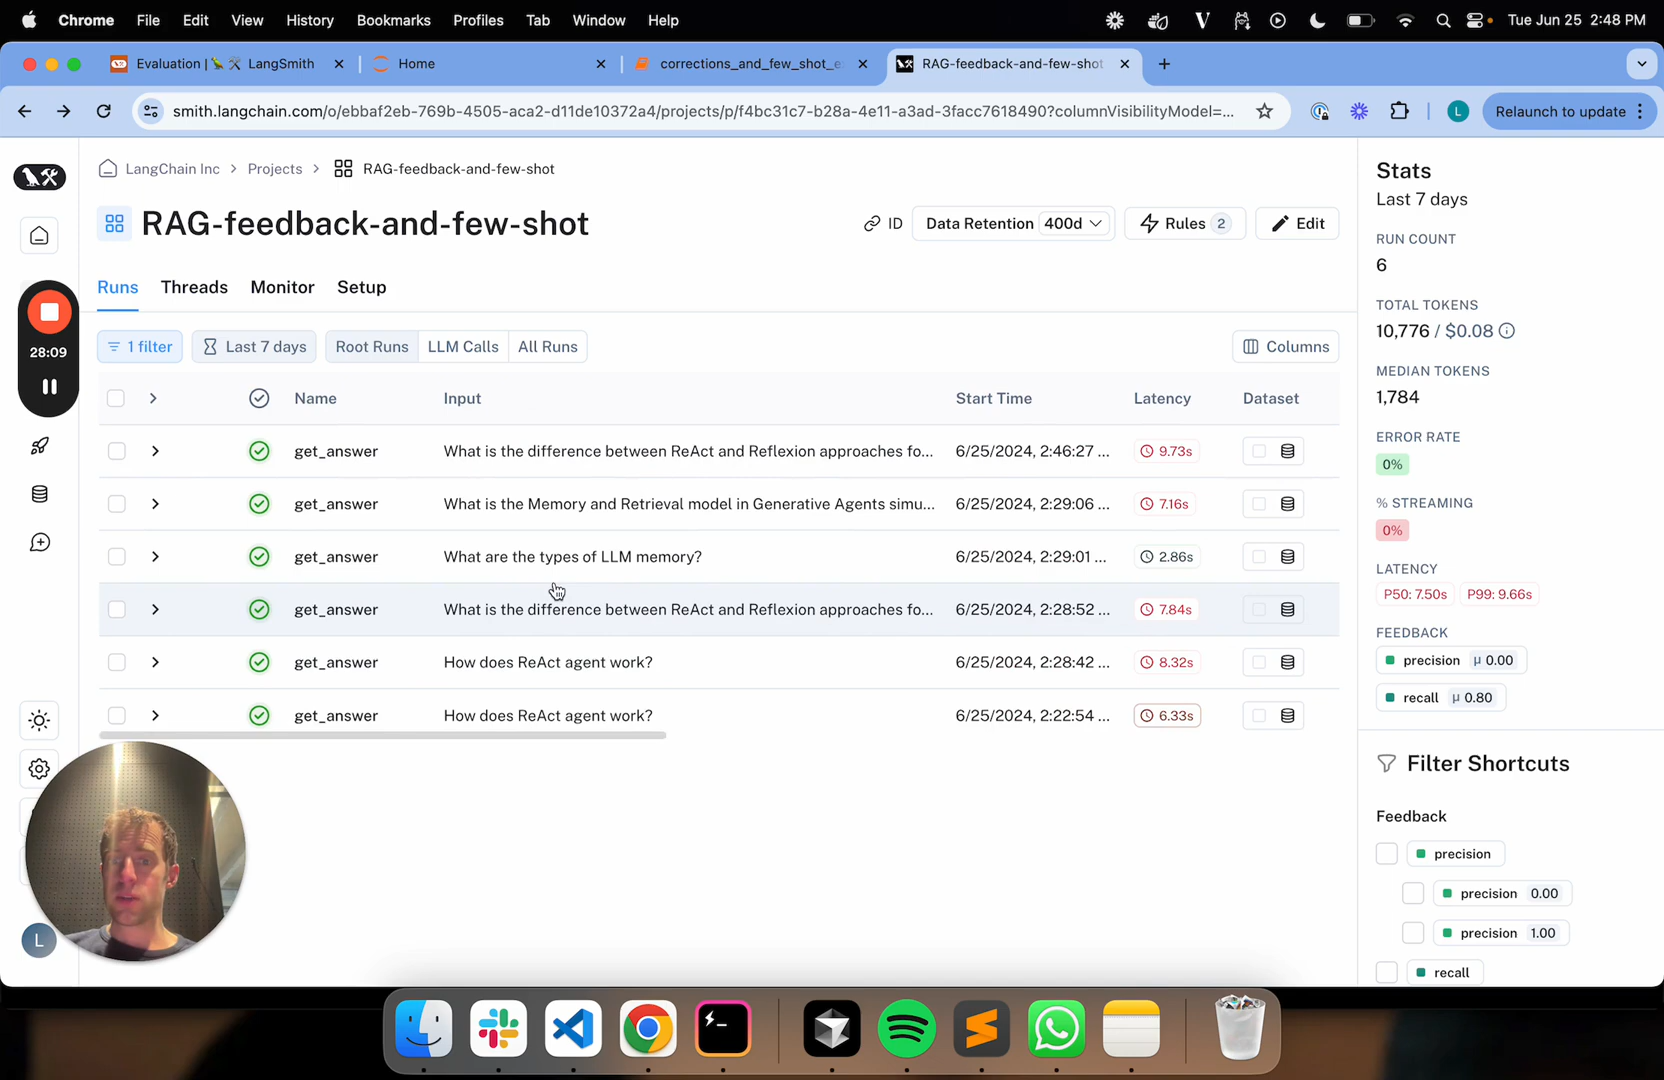 Chrome File Edit View History Bookmarks Profiles Tab Window Help V Tue Jun 25 2:48 PM
Evaluation | LangSmith Home corrections_and_few_shot_e RAG-feedback-and-few-shot
smith.langchain.com/o/ebbaf2eb-769b-4505-aca2-d11de10372a4/projects/p/f4bc31c7-b28a-4e11-a3ad-3facc7618490?columnVisibilityModel=... L Relaunch to update
LangChain Inc > Projects > RAG-feedback-and-few-shot
RAG-feedback-and-few-shot
ID Data Retention 400d Rules 2 Edit
Runs Threads Monitor Setup
1 filter Last 7 days Root Runs LLM Calls All Runs Columns
Name Input Start Time Latency Dataset
get_answer What is the difference between ReAct and Reflexion approaches fo... 6/25/2024, 2:46:27 ... 9.73s
get_answer What is the Memory and Retrieval model in Generative Agents simu... 6/25/2024, 2:29:06 ... 7.16s
get_answer What are the types of LLM memory? 6/25/2024, 2:29:01 ... 2.86s
get_answer What is the difference between ReAct and Reflexion approaches fo... 6/25/2024, 2:28:52 ... 7.84s
get_answer How does ReAct agent work? 6/25/2024, 2:28:42 ... 8.32s
get_answer How does ReAct agent work? 6/25/2024, 2:22:54 ... 6.33s
28:09
L
Stats
Last 7 days
RUN COUNT
6
TOTAL TOKENS
10,776 / $0.08
MEDIAN TOKENS
1,784
ERROR RATE
0%
% STREAMING
0%
LATENCY
P50: 7.50s P99: 9.66s
FEEDBACK
precision μ 0.00
recall μ 0.80
Filter Shortcuts
Feedback
precision
precision 0.00
precision 1.00
recall